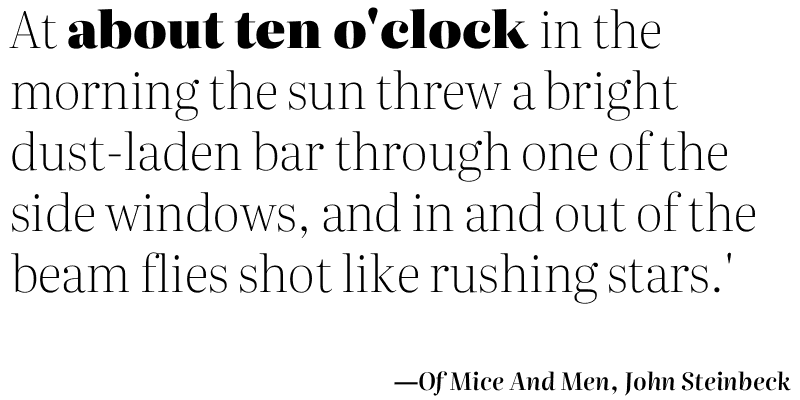 At about ten o'clock in the
morning the sun threw a bright
dust-laden bar through one of the
side windows, and in and out of the
beam flies shot like rushing stars.'
—Of Mice And Men, John Steinbeck